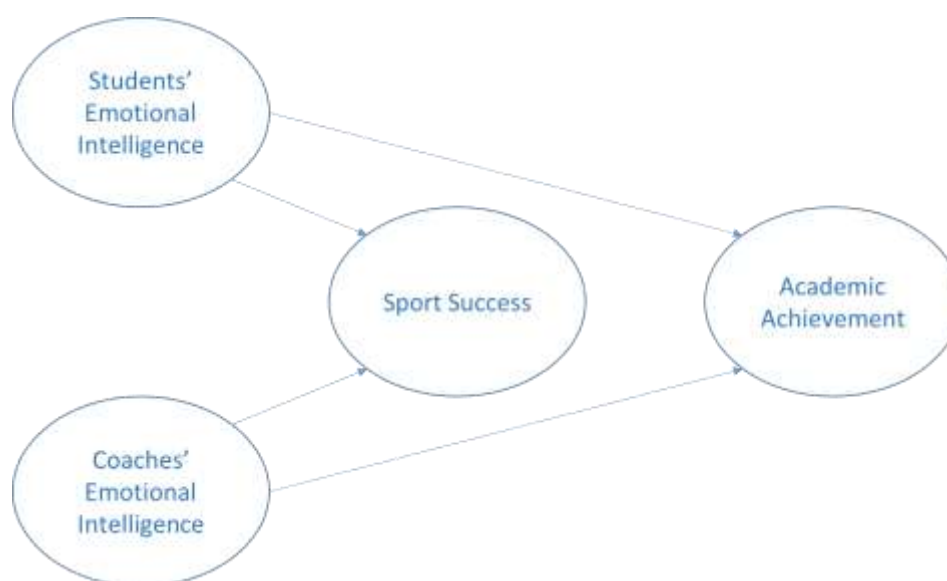 Students’
Emotional
Intelligence
Sport Success
Academic
Achievement
Coaches’
Emotional
Intelligence